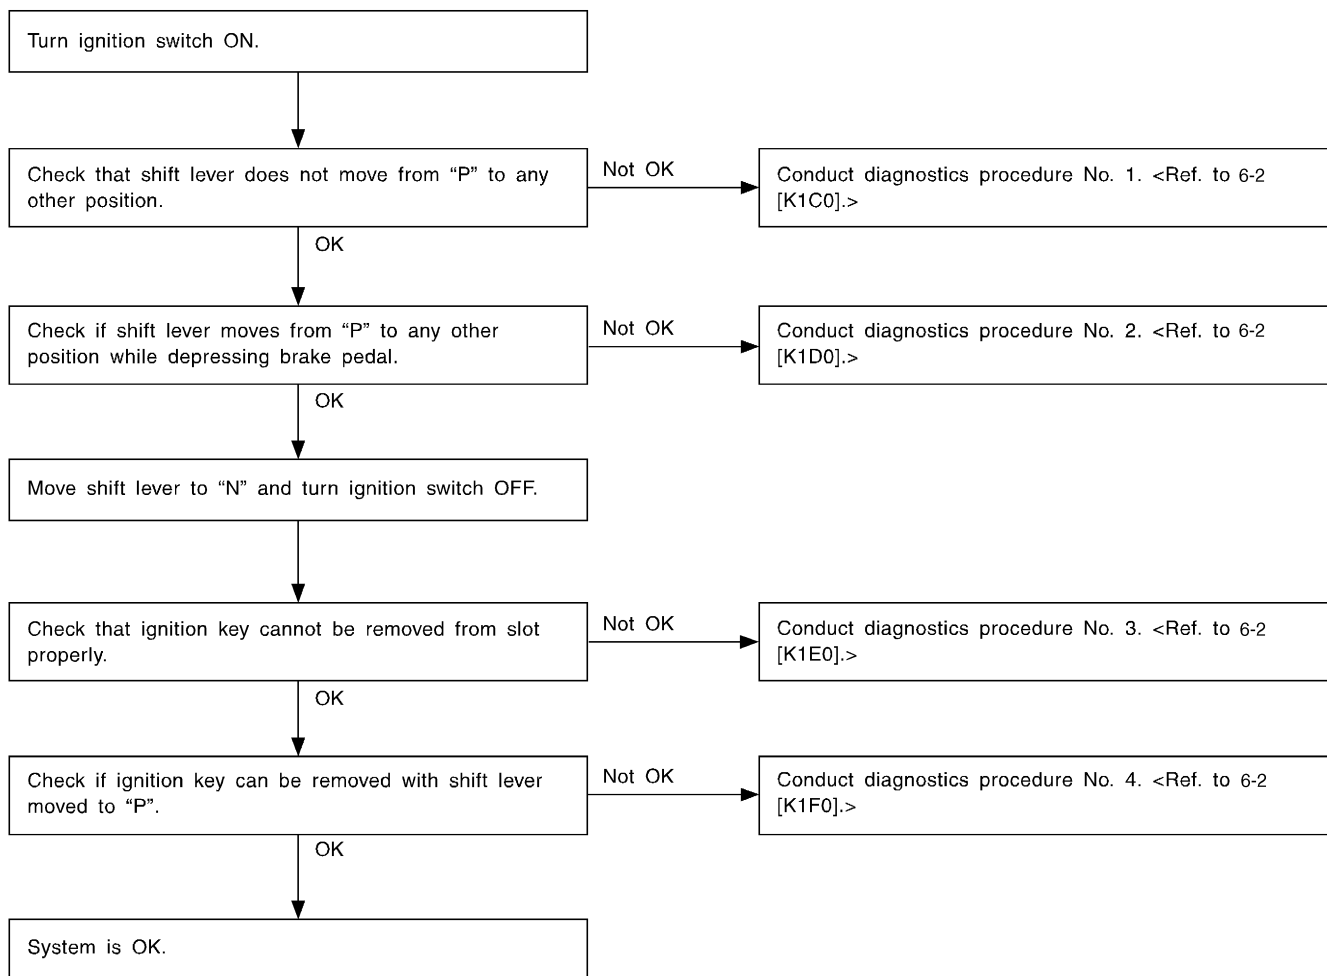 Turn ignition switch ON.
Check that shift lever does not move from “P” to any
other position.
Not OK
Conduct diagnostics procedure No. 1. <Ref. to 6-2
[K1C0].>
OK
Check if shift lever moves from “P” to any other
position while depressing brake pedal.
Not OK
Conduct diagnostics procedure No. 2. <Ref. to 6-2
[K1D0].>
OK
Move shift lever to “N” and turn ignition switch OFF.
Check that ignition key cannot be removed from slot
properly.
Not OK
Conduct diagnostics procedure No. 3. <Ref. to 6-2
[K1E0].>
OK
Check if ignition key can be removed with shift lever
moved to “P”.
Not OK
Conduct diagnostics procedure No. 4. <Ref. to 6-2
[K1F0].>
OK
System is OK.